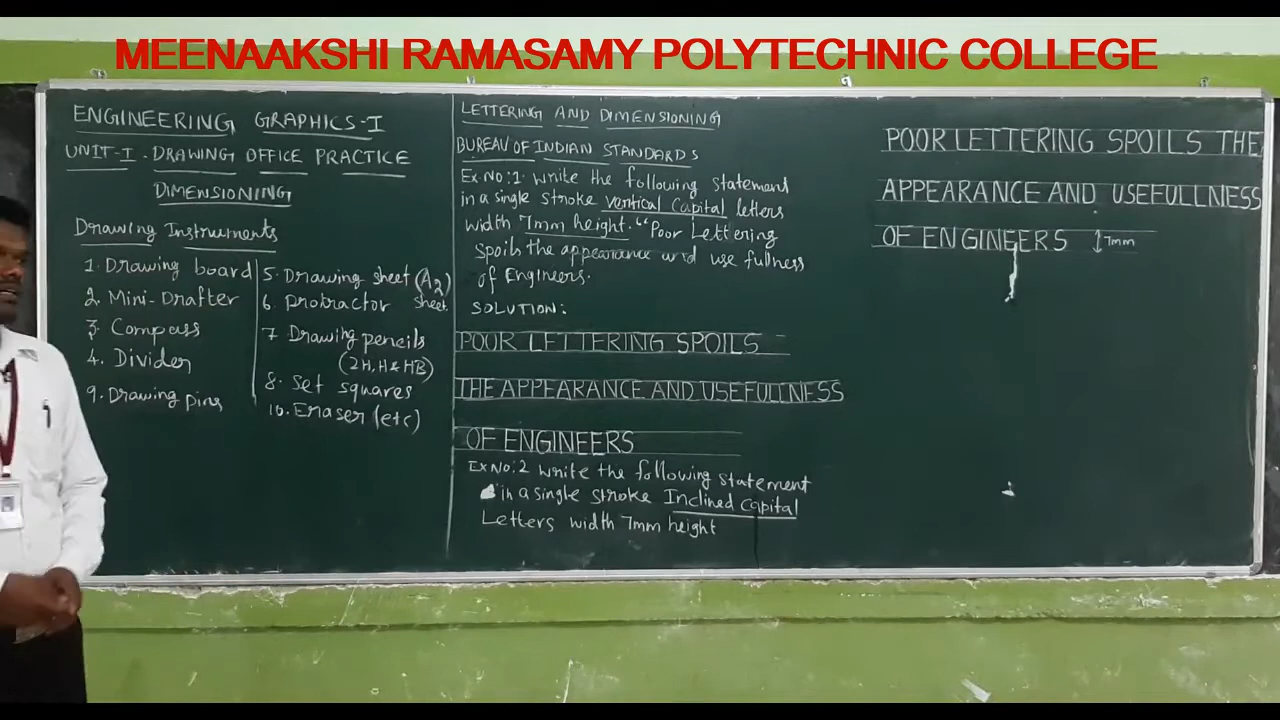 MEENAAKSHI RAMASAMY POLYTECHNIC COLLEGE
ENGINEERING GRAPHICS-I
UNIT-I. DRAWING OFFICE PRACTICE
DIMENSIONING
Drawing Instruments
1. Drawing board
2. Mini-Drafter
3. Compass
4. Divider
9. Drawing pins
5. Drawing sheet (A2)
6. Protractor sheet.
7. Drawing pencils
(2H, H & HB)
8. Set squares
10. Eraser (etc)
LETTERING AND DIMENSIONING
BUREAU OF INDIAN STANDARDS
Ex.No:1. Write the following statement
in a single stroke vertical Capital letters
width 7mm height. "Poor Lettering
Spoils the appearance and use fullness
of Engineers.
SOLUTION:
POOR LETTERING SPOILS
THE APPEARANCE AND USEFULLNESS
OF ENGINEERS
Ex No:2 Write the following statement
in a single stroke Inclined capital
Letters width 7mm height
POOR LETTERING SPOILS THE
APPEARANCE AND USEFULLNESS
OF ENGINEERS 7mm